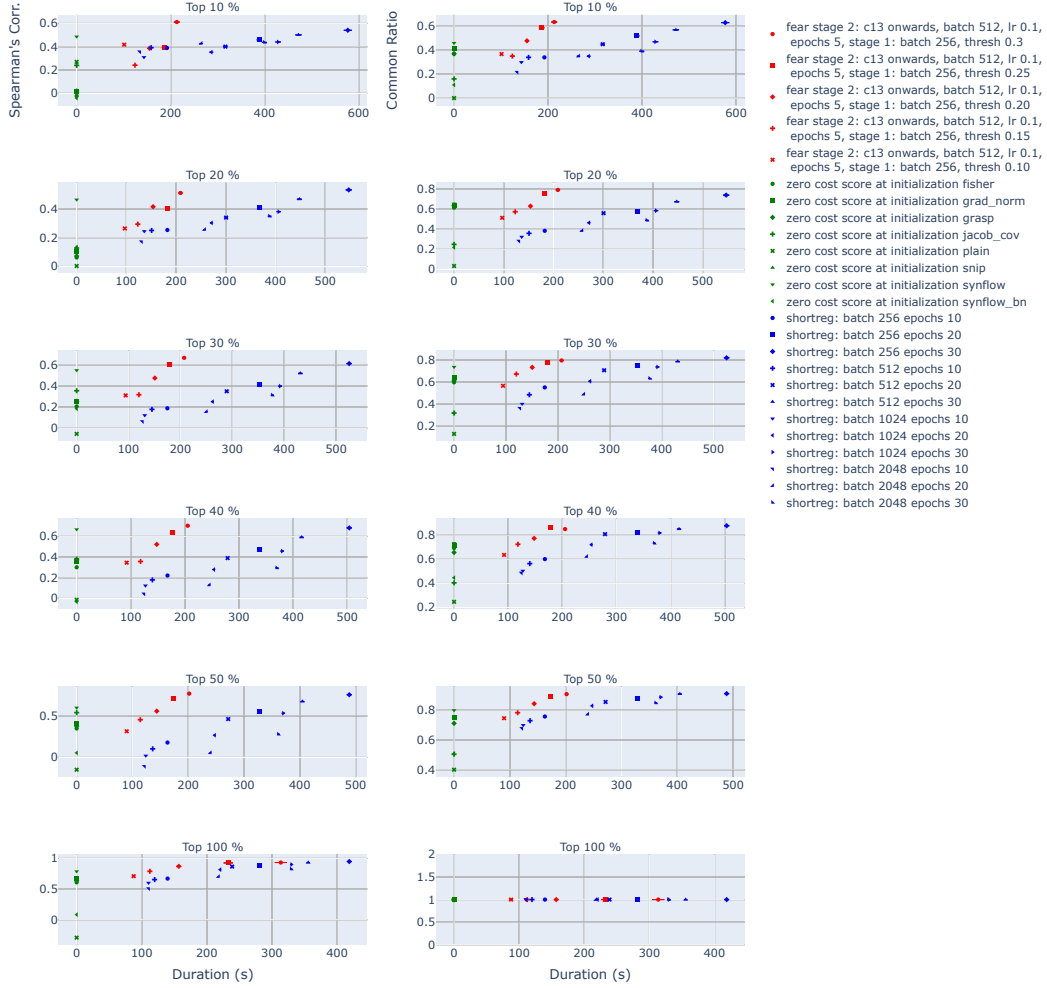 Top 10 %
Top 10 %
Spearman's Corr.
0.6
0.4
0.2
0
0
200
400
600
Common Ratio
0.6
0.4
0.2
0
0
200
400
600
Top 20 %
Top 20 %
0.4
0.2
0
0
100
200
300
400
500
0.8
0.6
0.4
0.2
0
0
100
200
300
400
500
Top 30 %
Top 30 %
0.6
0.4
0.2
0
0
100
200
300
400
500
0.8
0.6
0.4
0.2
0
100
200
300
400
500
Top 40 %
Top 40 %
0.6
0.4
0.2
0
0
100
200
300
400
500
0.8
0.6
0.4
0.2
0
100
200
300
400
500
Top 50 %
Top 50 %
0.5
0
0
100
200
300
400
500
0.8
0.6
0.4
0
100
200
300
400
500
Top 100 %
Top 100 %
1
0.5
0
0
100
200
300
400
Duration (s)
2
1.5
1
0.5
0
0
100
200
300
400
Duration (s)
fear stage 2: c13 onwards, batch 512, lr 0.1,
epochs 5, stage 1: batch 256, thresh 0.3
fear stage 2: c13 onwards, batch 512, lr 0.1,
epochs 5, stage 1: batch 256, thresh 0.25
fear stage 2: c13 onwards, batch 512, lr 0.1,
epochs 5, stage 1: batch 256, thresh 0.20
fear stage 2: c13 onwards, batch 512, lr 0.1,
epochs 5, stage 1: batch 256, thresh 0.15
fear stage 2: c13 onwards, batch 512, lr 0.1,
epochs 5, stage 1: batch 256, thresh 0.10
zero cost score at initialization fisher
zero cost score at initialization grad_norm
zero cost score at initialization grasp
zero cost score at initialization jacob_cov
zero cost score at initialization plain
zero cost score at initialization snip
zero cost score at initialization synflow
zero cost score at initialization synflow_bn
shortreg: batch 256 epochs 10
shortreg: batch 256 epochs 20
shortreg: batch 256 epochs 30
shortreg: batch 512 epochs 10
shortreg: batch 512 epochs 20
shortreg: batch 512 epochs 30
shortreg: batch 1024 epochs 10
shortreg: batch 1024 epochs 20
shortreg: batch 1024 epochs 30
shortreg: batch 2048 epochs 10
shortreg: batch 2048 epochs 20
shortreg: batch 2048 epochs 30